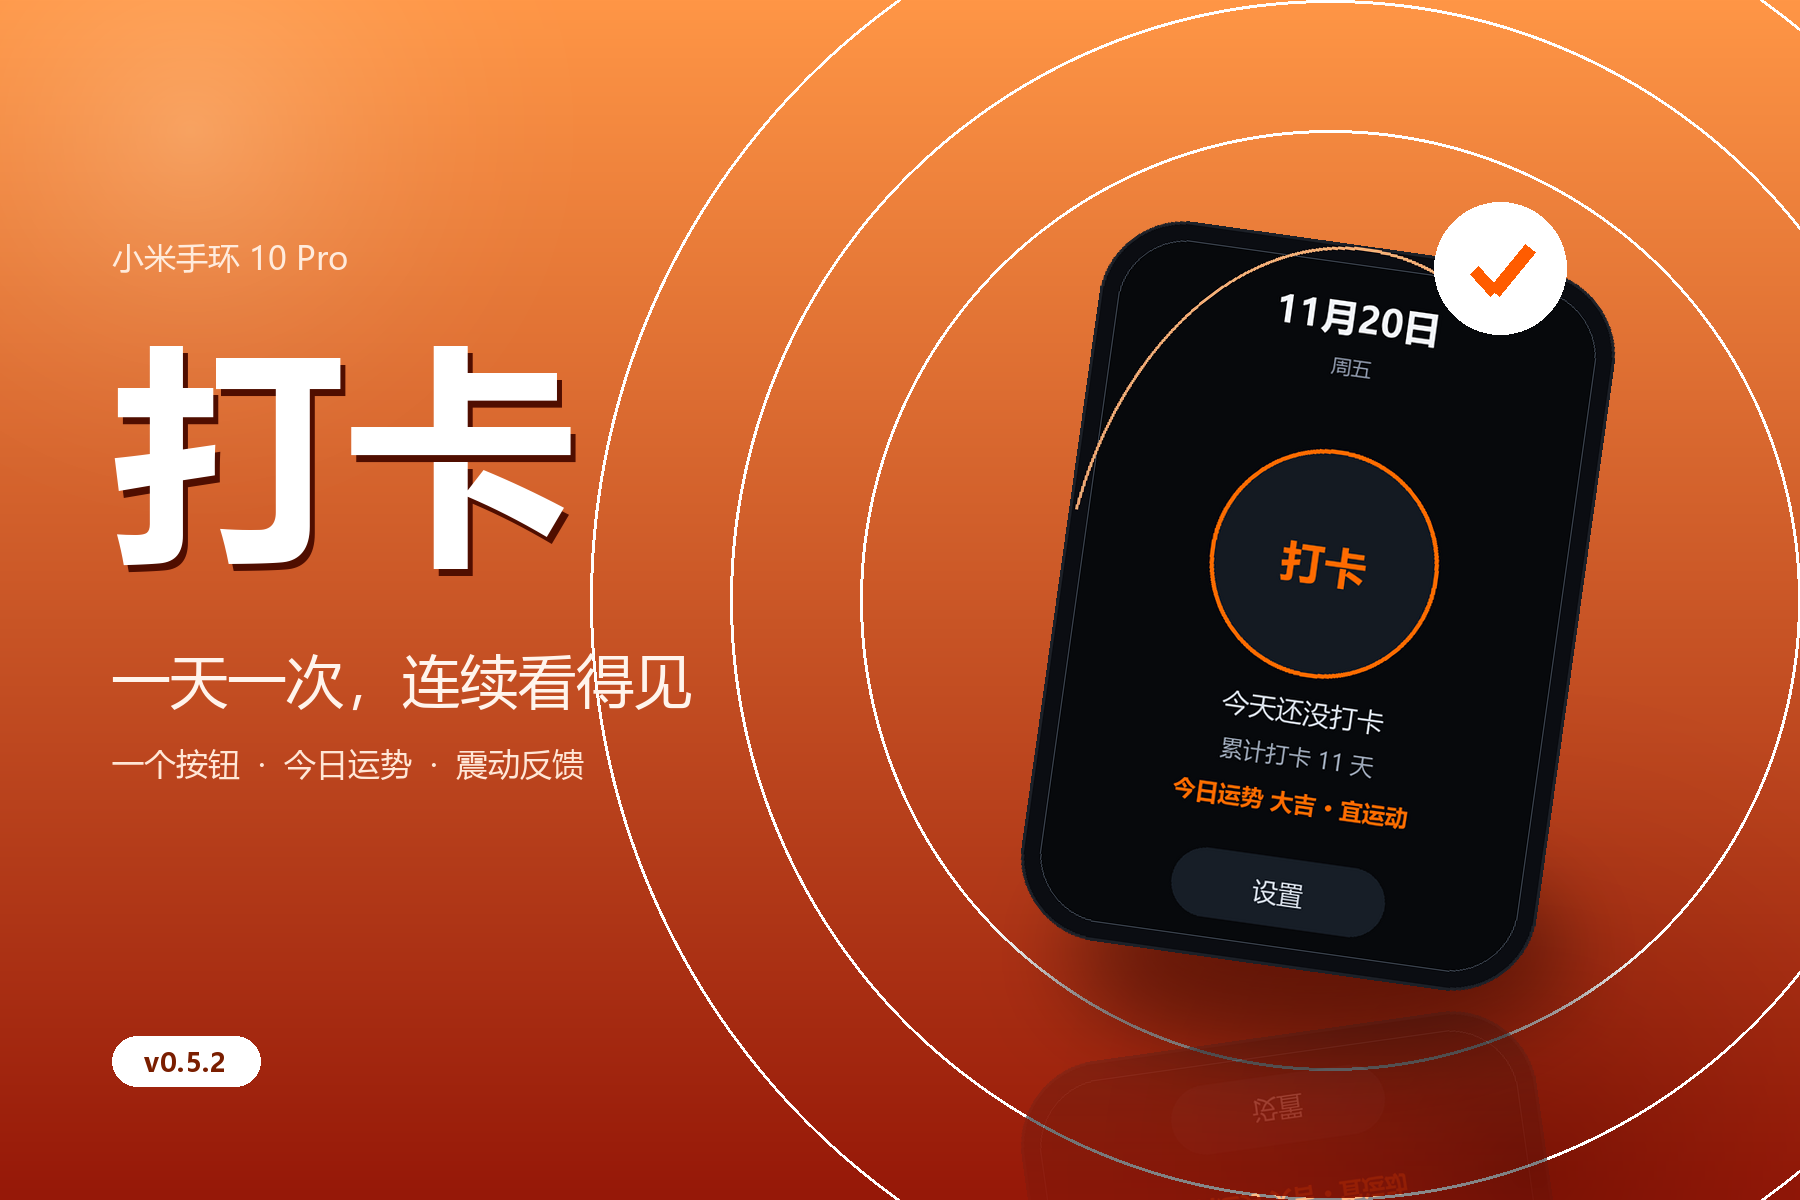 小米手环 10 Pro
打卡
一天一次，连续看得见
一个按钮 · 今日运势 · 震动反馈
v0.5.2
11月20日
周五
打卡
今天还没打卡
累计打卡 11 天
今日运势 大吉·宜运动
设置